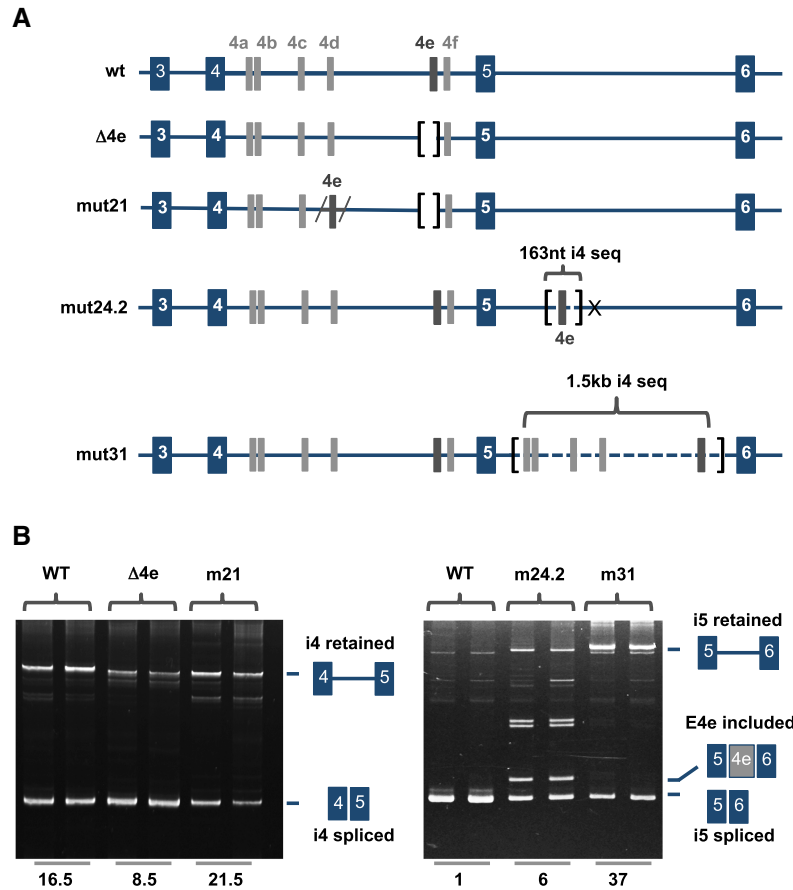 A
4a 4b 4c 4d 4e 4f
wt 3 4 5 6
Δ4e 3 4 [ ] 5 6
4e
mut21 3 4 / / [ ] 5 6
163nt i4 seq
mut24.2 3 4 5 [ ] X 6
4e
1.5kb i4 seq
mut31 3 4 5 [ ] 6
B
WT Δ4e m21
i4 retained
4 5
4 5
i4 spliced
16.5 8.5 21.5
WT m24.2 m31
i5 retained
5 6
E4e included
5 4e 6
5 6
i5 spliced
1 6 37